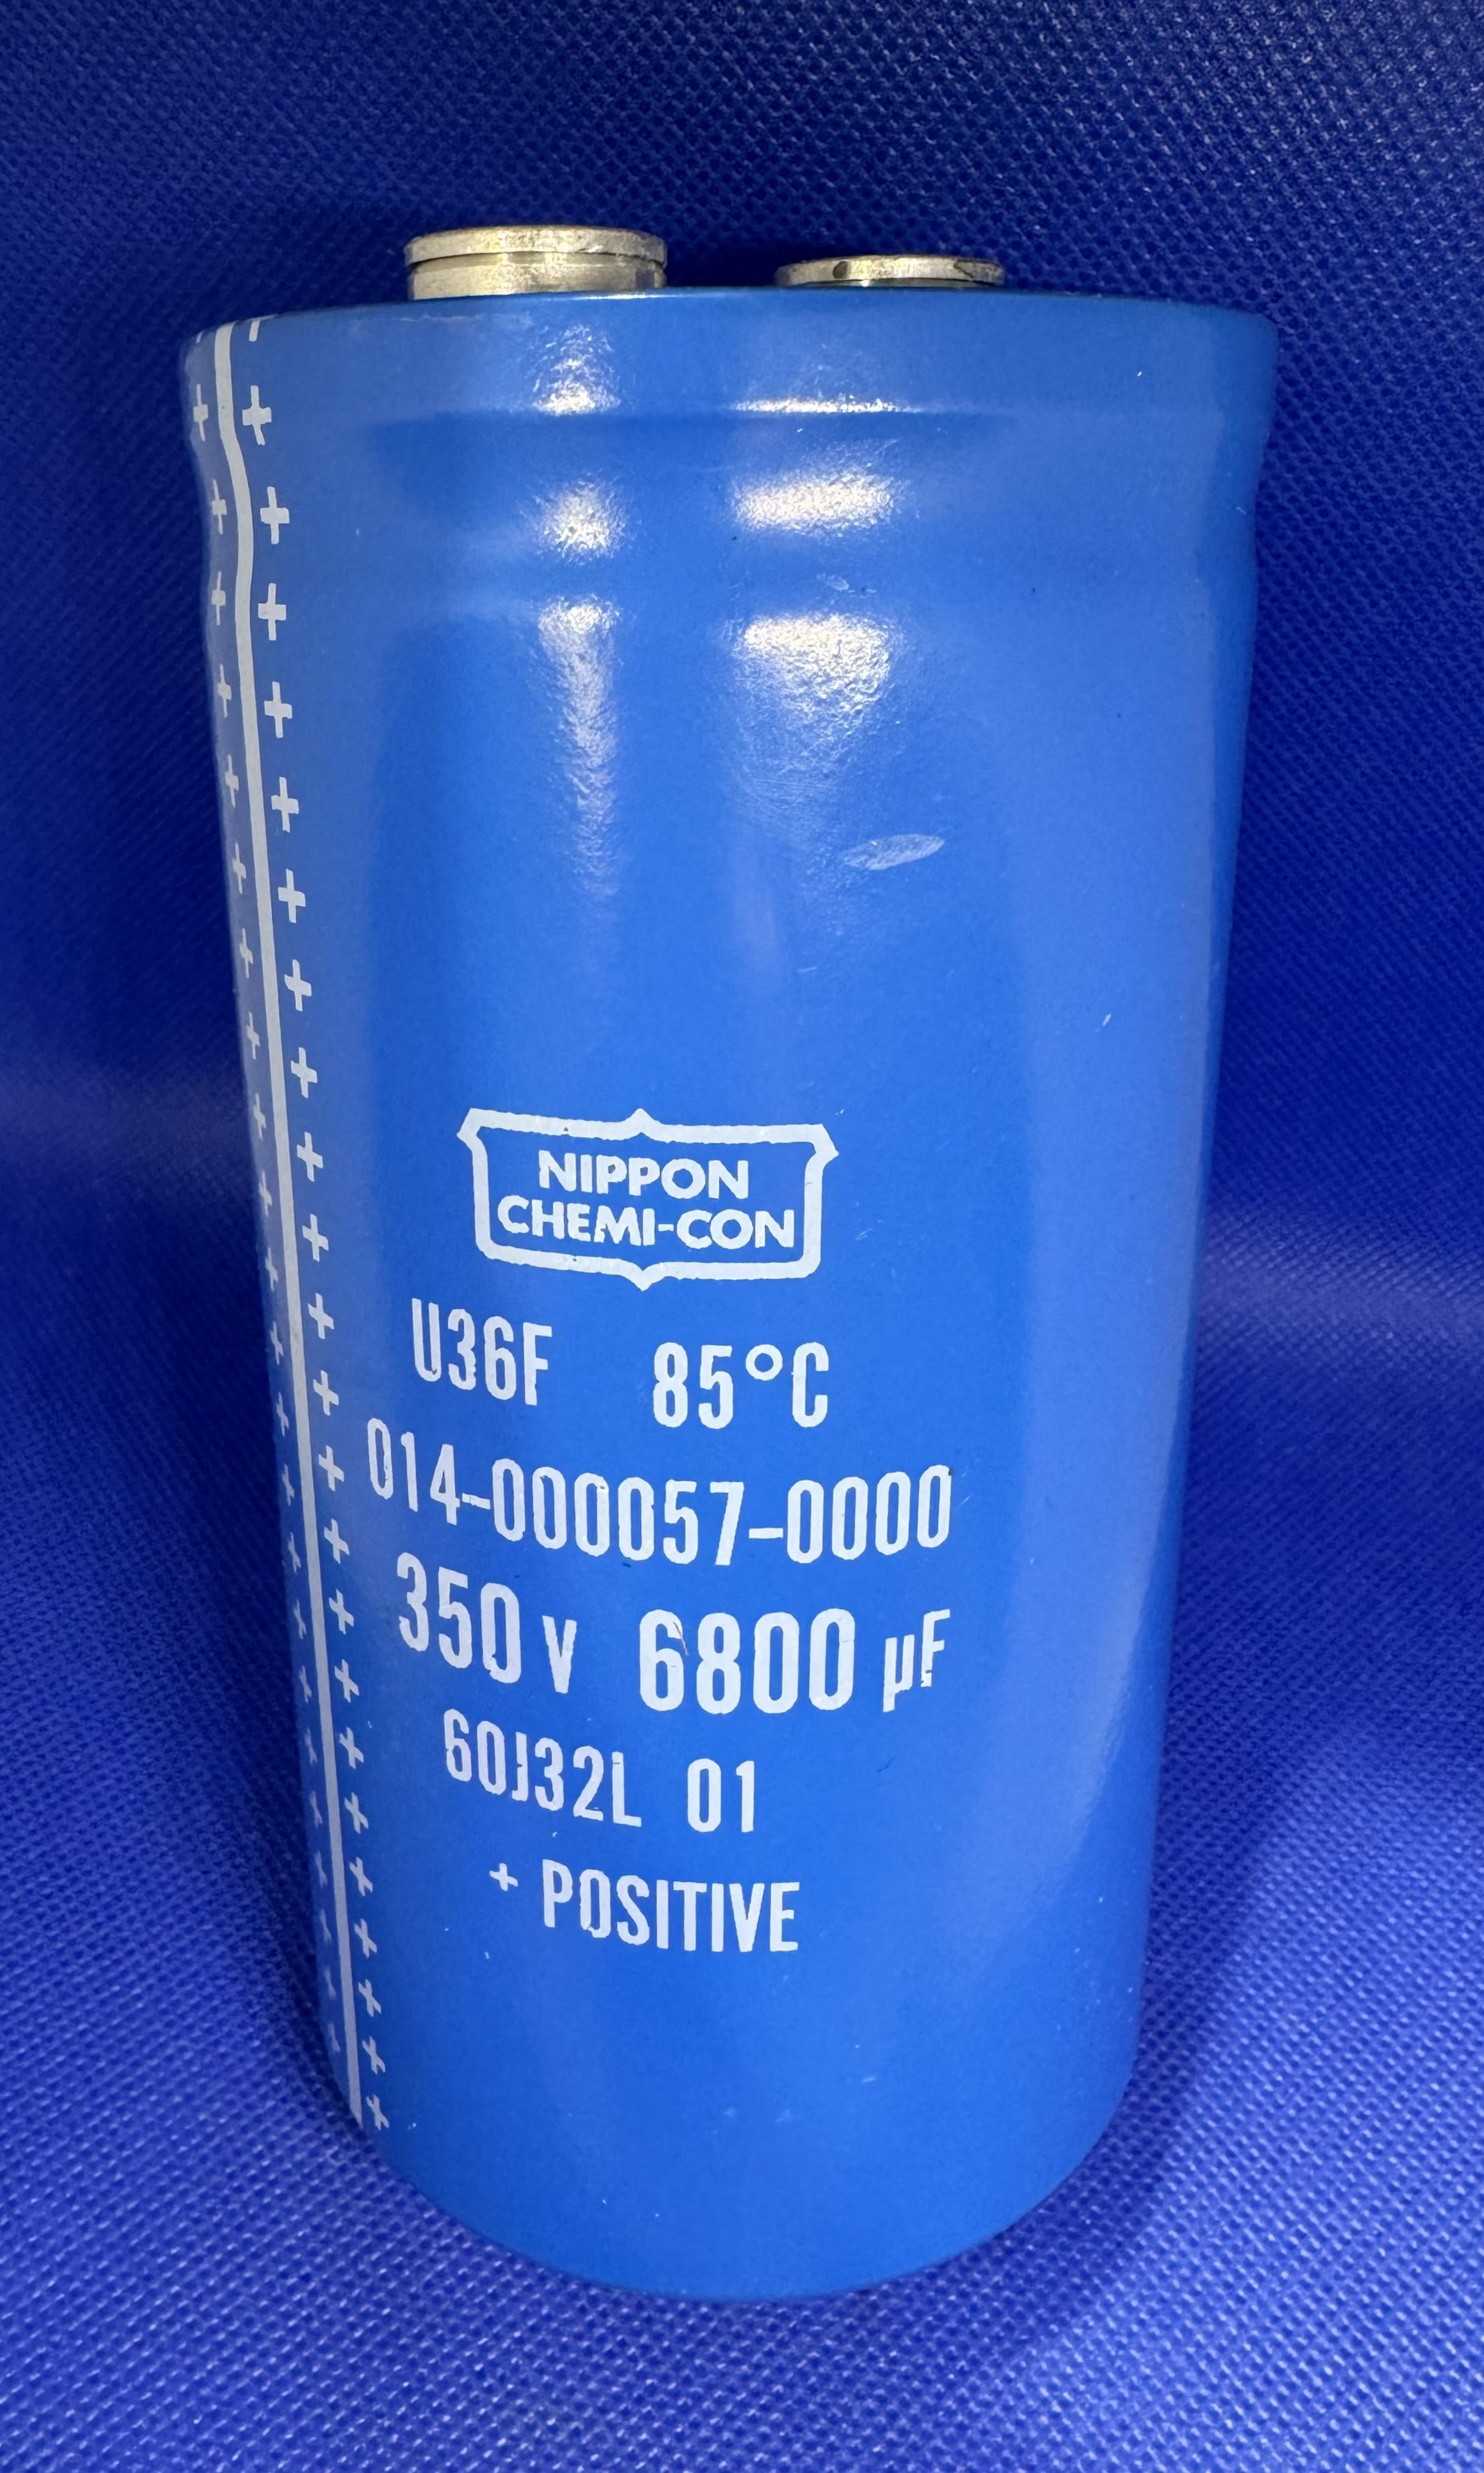 NIPPON
CHEMI-CON
U36F 85°C
014-000057-0000
350 V 6800 µF
60J32L 01
+ POSITIVE